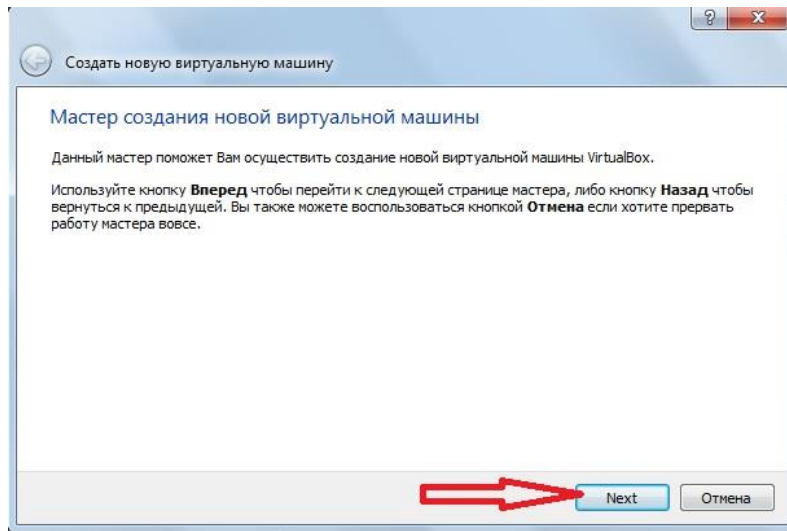 Создать новую виртуальную машину
Мастер создания новой виртуальной машины
Данный мастер поможет Вам осуществить создание новой виртуальной машины VirtualBox.
Используйте кнопку Вперед чтобы перейти к следующей странице мастера, либо кнопку Назад чтобы
вернуться к предыдущей. Вы также можете воспользоваться кнопкой Отмена если хотите прервать
работу мастера вовсе.
Next Отмена